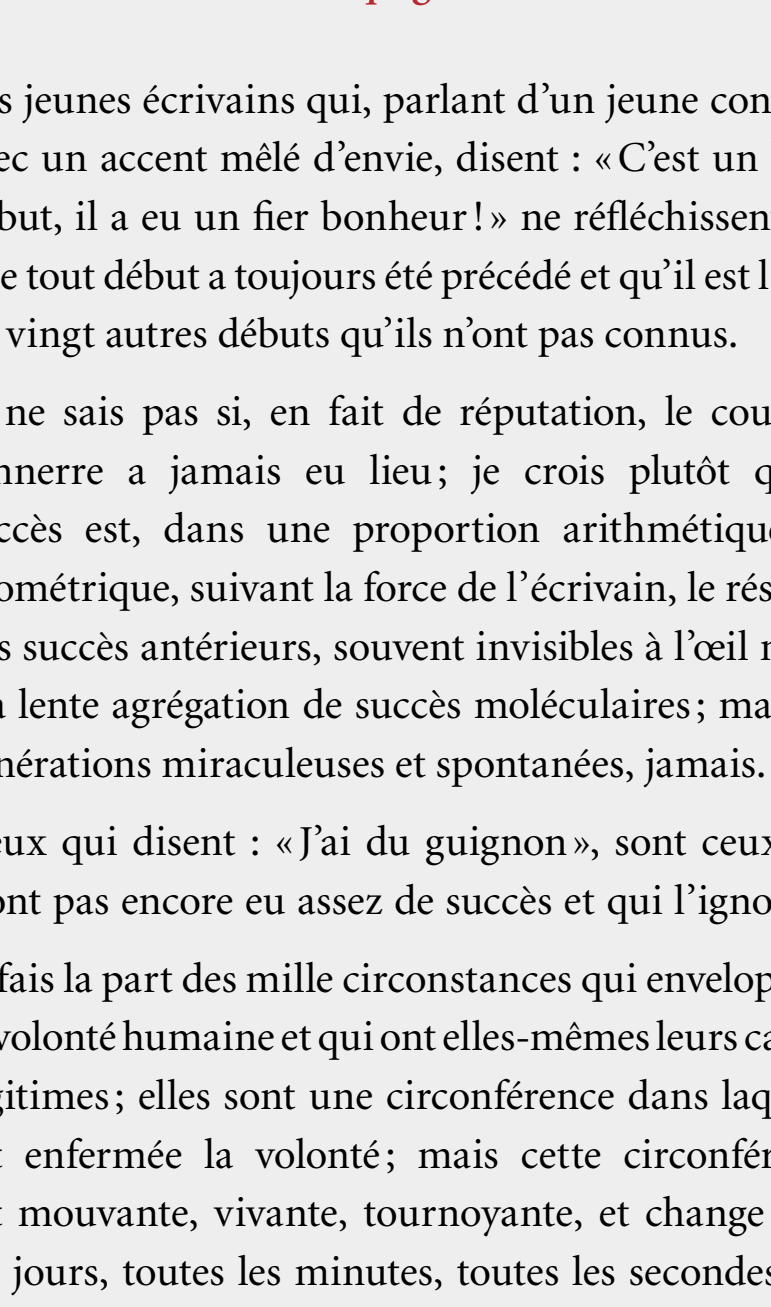 s jeunes écrivains qui, parlant d’un jeune con
ec un accent mêlé d’envie, disent : «C’est un
but, il a eu un fier bonheur!» ne réfléchissen
e tout début a toujours été précédé et qu’il est l
vingt autres débuts qu’ils n’ont pas connus.
ne sais pas si, en fait de réputation, le cou
nnerre a jamais eu lieu; je crois plutôt q
ccès est, dans une proportion arithmétique
ométrique, suivant la force de l’écrivain, le rés
s succès antérieurs, souvent invisibles à l’œil n
a lente agrégation de succès moléculaires; ma
nérations miraculeuses et spontanées, jamais.
eux qui disent : «J’ai du guignon», sont ceux
ont pas encore eu assez de succès et qui l’igno
fais la part des mille circonstances qui envelop
volonté humaine et qui ont elles-mêmes leurs ca
gitimes; elles sont une circonférence dans laq
t enfermée la volonté; mais cette circonfér
t mouvante, vivante, tournoyante, et change
jours, toutes les minutes, toutes les secondes